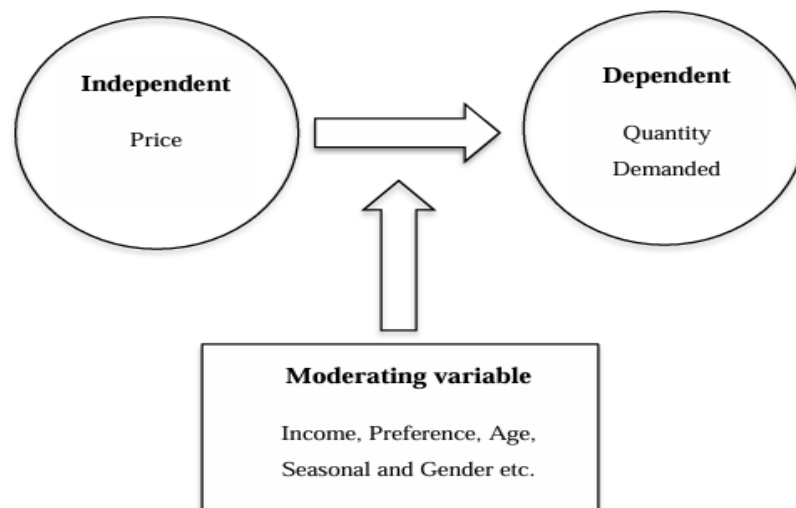 Independent
Price
Dependent
Quantity
Demanded
Moderating variable
Income, Preference, Age,
Seasonal and Gender etc.